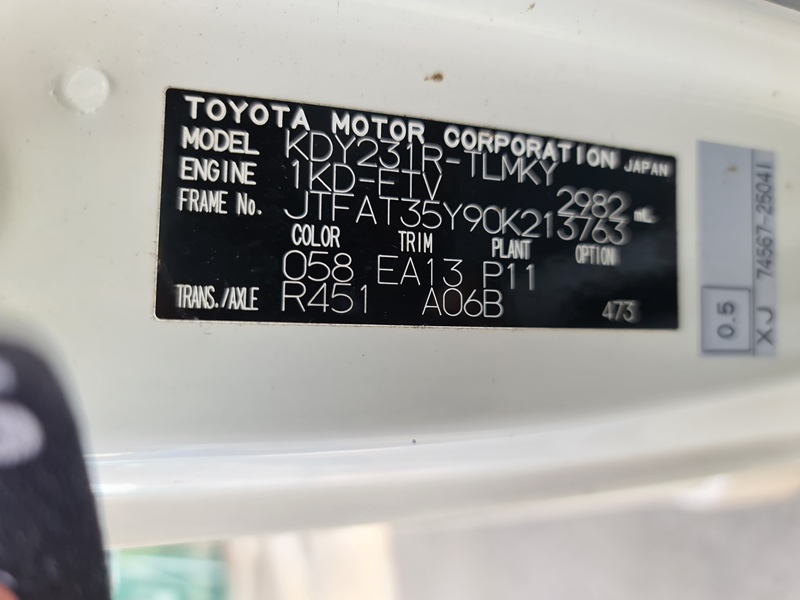 TOYOTA MOTOR CORPORATION JAPAN
MODEL KDY231R-TLMKY
ENGINE 1KD-FTV 2982 mL
FRAME No. JTFAT35Y90K213763
COLOR TRIM PLANT OPTION
058 EA13 P11
TRANS./AXLE R451 A06B 473
0.5
XJ 74567-25041